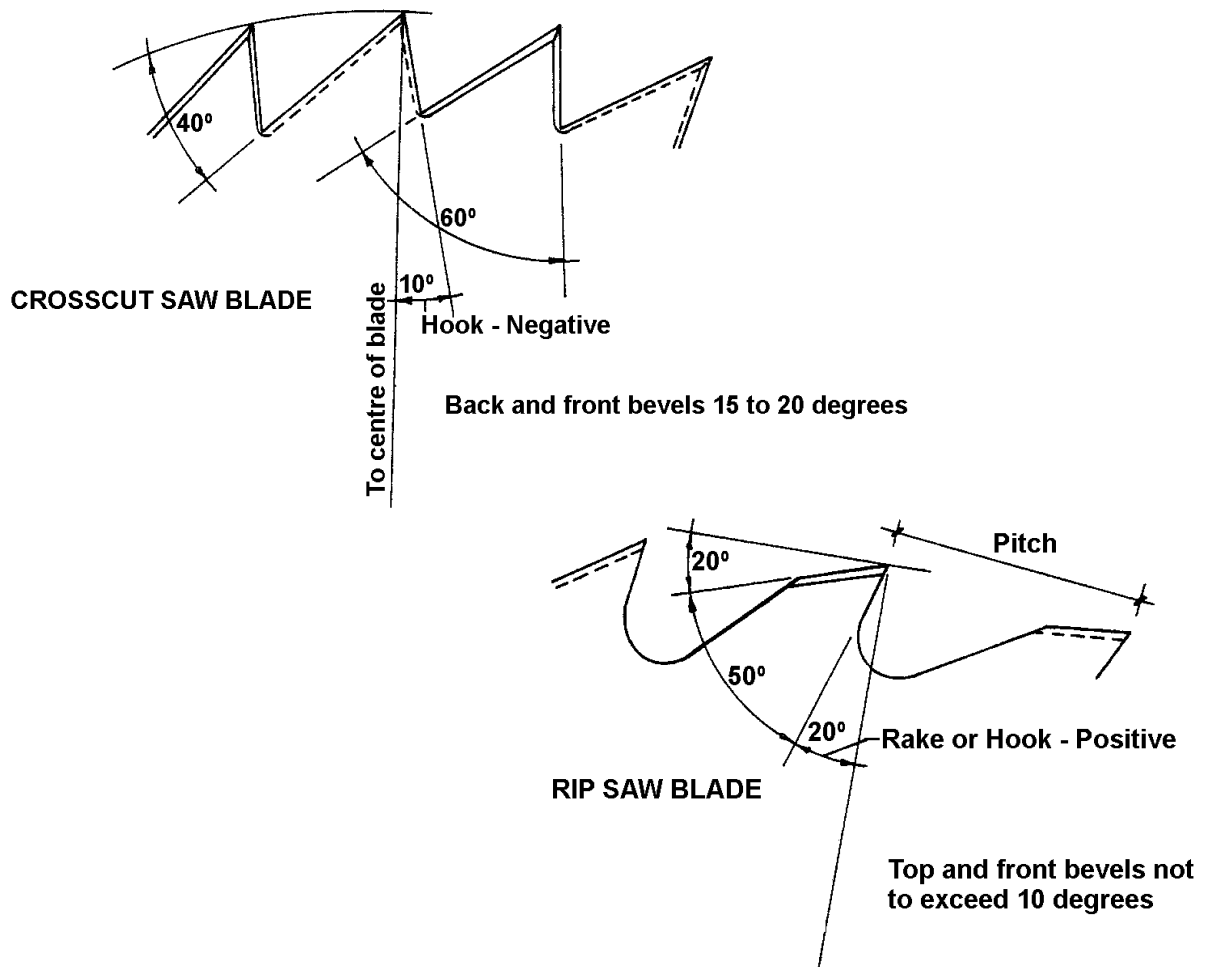 40º
60º
10º
CROSSCUT SAW BLADE
Hook - Negative
To centre of blade
Back and front bevels 15 to 20 degrees
20º
Pitch
50º
20º
Rake or Hook - Positive
RIP SAW BLADE
Top and front bevels not
to exceed 10 degrees